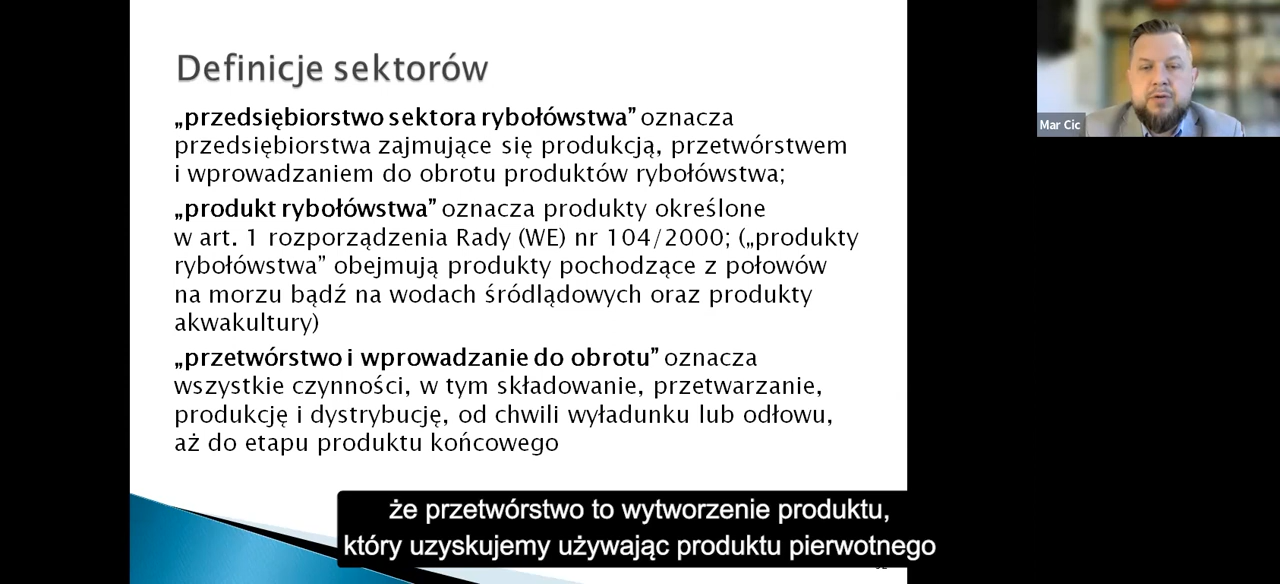 Definicje sektorów
„przedsiębiorstwo sektora rybołówstwa” oznacza
przedsiębiorstwa zajmujące się produkcją, przetwórstwem
i wprowadzaniem do obrotu produktów rybołówstwa;
„produkt rybołówstwa” oznacza produkty określone
w art. 1 rozporządzenia Rady (WE) nr 104/2000; („produkty
rybołówstwa” obejmują produkty pochodzące z połowów
na morzu bądź na wodach śródlądowych oraz produkty
akwakultury)
„przetwórstwo i wprowadzanie do obrotu” oznacza
wszystkie czynności, w tym składowanie, przetwarzanie,
produkcję i dystrybucję, od chwili wyładunku lub odłowu,
aż do etapu produktu końcowego
że przetwórstwo to wytworzenie produktu,
który uzyskujemy używając produktu pierwotnego
Mar Cic